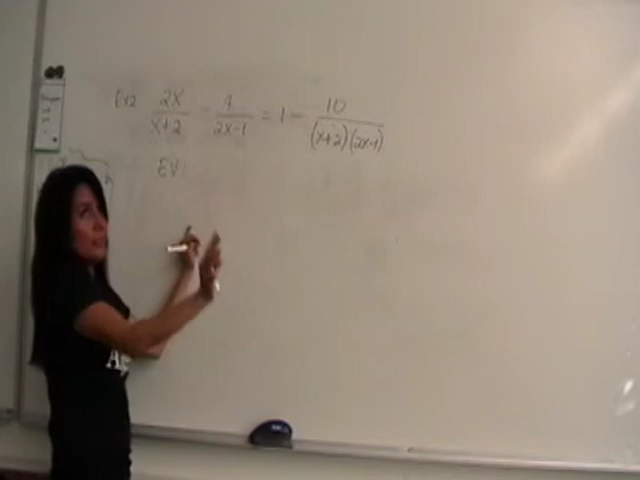 Ex2 2x/x+2 - 4/2x-1 = 1 - 10/(x+2)(2x-1)
EV: